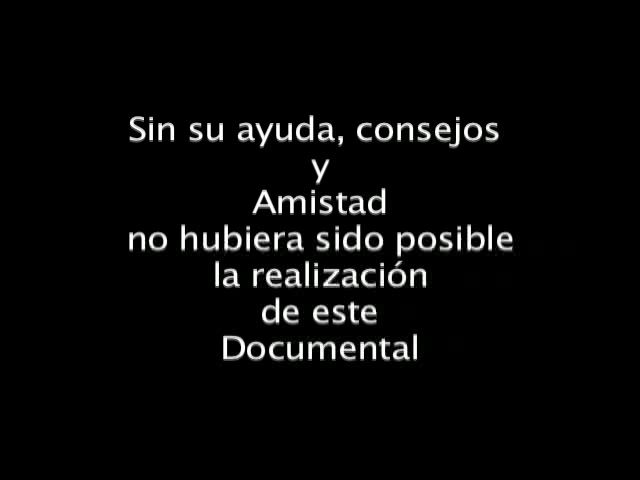 Sin su ayuda, consejos
y
Amistad
no hubiera sido posible
la realización
de este
Documental